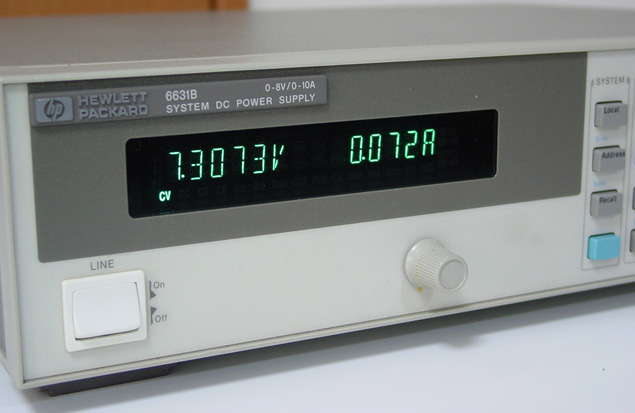 hp HEWLETT PACKARD
6631B 0-8V/0-10A
SYSTEM DC POWER SUPPLY
7.3073V 0.072A
CV
SYSTEM
Local
Address
Recall
LINE
On
Off